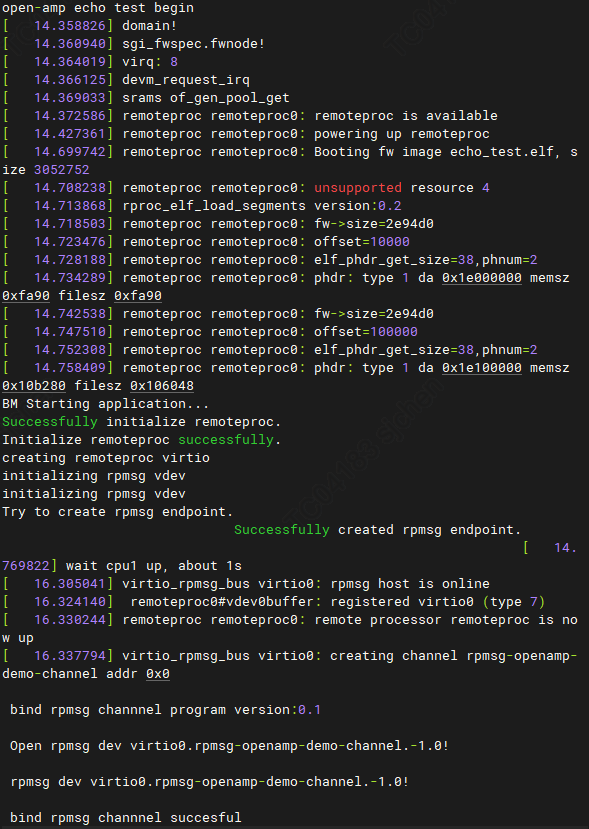 open-amp echo test begin
[   14.358826] domain!
[   14.360940] sgi_fwspec.fwnode!
[   14.364019] virq: 8
[   14.366125] devm_request_irq
[   14.369033] srams of_gen_pool_get
[   14.372586] remoteproc remoteproc0: remoteproc is available
[   14.427361] remoteproc remoteproc0: powering up remoteproc
[   14.699742] remoteproc remoteproc0: Booting fw image echo_test.elf, s
ize 3052752
[   14.708238] remoteproc remoteproc0: unsupported resource 4
[   14.713868] rproc_elf_load_segments version:0.2
[   14.718503] remoteproc remoteproc0: fw->size=2e94d0
[   14.723476] remoteproc remoteproc0: offset=10000
[   14.728188] remoteproc remoteproc0: elf_phdr_get_size=38,phnum=2
[   14.734289] remoteproc remoteproc0: phdr: type 1 da 0x1e000000 memsz
0xfa90 filesz 0xfa90
[   14.742538] remoteproc remoteproc0: fw->size=2e94d0
[   14.747510] remoteproc remoteproc0: offset=100000
[   14.752308] remoteproc remoteproc0: elf_phdr_get_size=38,phnum=2
[   14.758409] remoteproc remoteproc0: phdr: type 1 da 0x1e100000 memsz
0x10b280 filesz 0x106048
BM Starting application...
Successfully initialize remoteproc.
Initialize remoteproc successfully.
creating remoteproc virtio
initializing rpmsg vdev
initializing rpmsg vdev
Try to create rpmsg endpoint.
Successfully created rpmsg endpoint.
[   14.
769822] wait cpu1 up, about 1s
[   16.305041] virtio_rpmsg_bus virtio0: rpmsg host is online
[   16.324140]  remoteproc0#vdev0buffer: registered virtio0 (type 7)
[   16.330244] remoteproc remoteproc0: remote processor remoteproc is no
w up
[   16.337794] virtio_rpmsg_bus virtio0: creating channel rpmsg-openamp-
demo-channel addr 0x0
bind rpmsg channnel program version:0.1
Open rpmsg dev virtio0.rpmsg-openamp-demo-channel.-1.0!
rpmsg dev virtio0.rpmsg-openamp-demo-channel.-1.0!
bind rpmsg channnel succesful